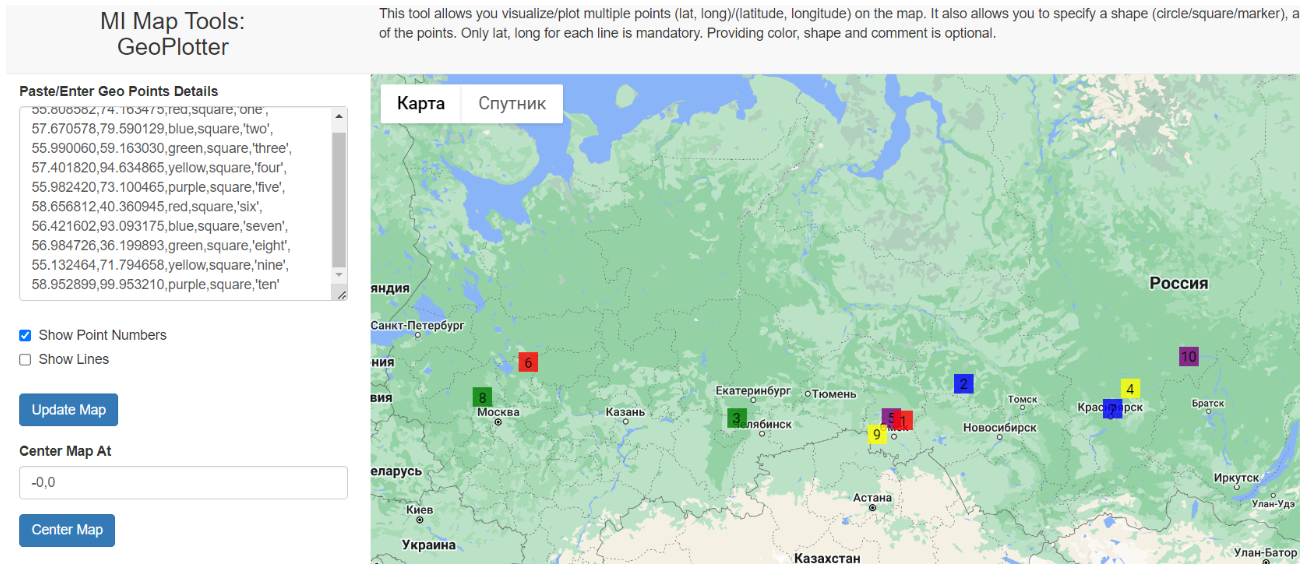 MI Map Tools:
GeoPlotter
This tool allows you visualize/plot multiple points (lat, long)/(latitude, longitude) on the map. It also allows you to specify a shape (circle/square/marker), a
of the points. Only lat, long for each line is mandatory. Providing color, shape and comment is optional.
Paste/Enter Geo Points Details
55.808582,74.163475,red,square,'one',
57.670578,79.590129,blue,square,'two',
55.990060,59.163030,green,square,'three',
57.401820,94.634865,yellow,square,'four',
55.982420,73.100465,purple,square,'five',
58.656812,40.360945,red,square,'six',
56.421602,93.093175,blue,square,'seven',
56.984726,36.199893,green,square,'eight',
55.132464,71.794658,yellow,square,'nine',
58.952899,99.953210,purple,square,'ten'
Show Point Numbers
Show Lines
Update Map
Center Map At
-0,0
Center Map
Карта
Спутник
Россия
яндия
Санкт-Петербург
ния
6
10
2
4
вия
8
Москва
Казань
Екатеринбург
Тюмень
3
елябинск
5
1
9
Томск
Новосибирск
7
Братск
еларусь
Киев
Украина
Астана
Казахстан
Иркутск
Улан-Удэ
Улан-Батор